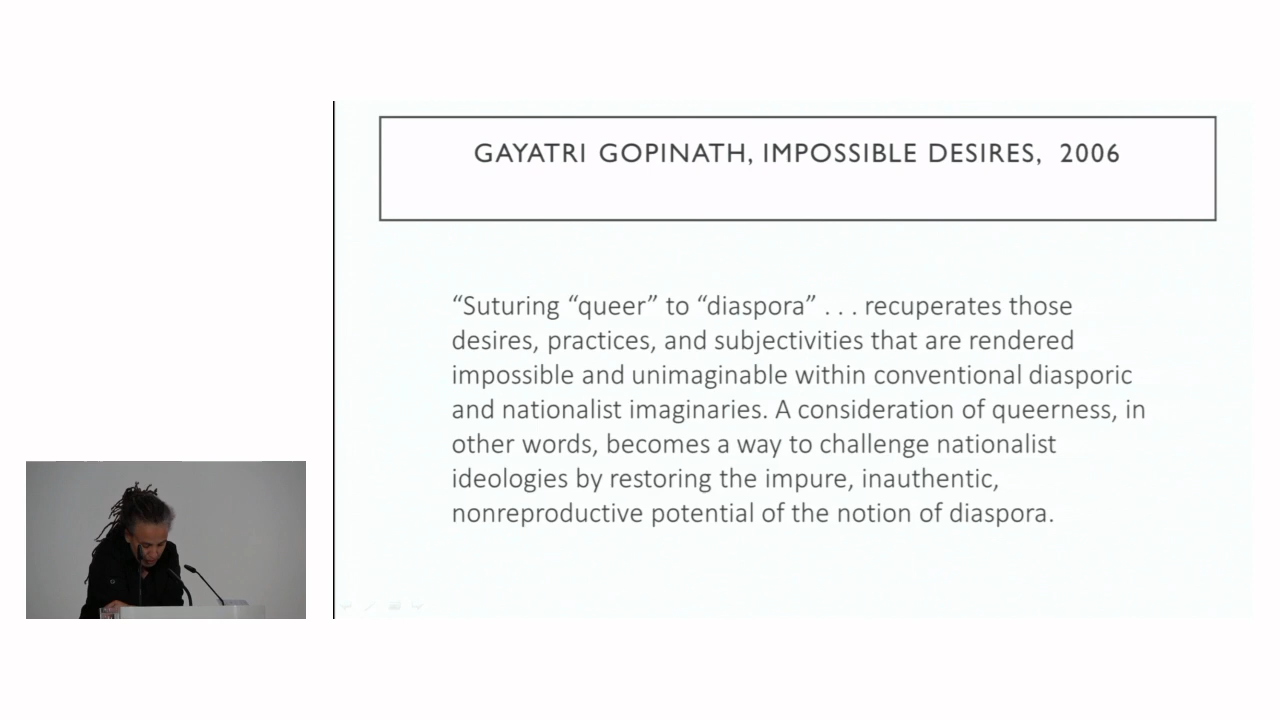 GAYATRI GOPINATH, IMPOSSIBLE DESIRES, 2006
“Suturing “queer” to “diaspora” . . . recuperates those
desires, practices, and subjectivities that are rendered
impossible and unimaginable within conventional diasporic
and nationalist imaginaries. A consideration of queerness, in
other words, becomes a way to challenge nationalist
ideologies by restoring the impure, inauthentic,
nonreproductive potential of the notion of diaspora.